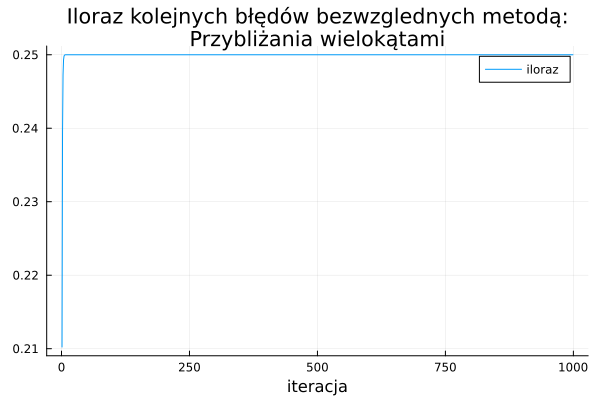 Iloraz kolejnych błędów bezwzglednych metodą:
Przybliżania wielokątami
0.25
iloraz
0.24
0.23
0.22
0.21
0 250 500 750 1000
iteracja